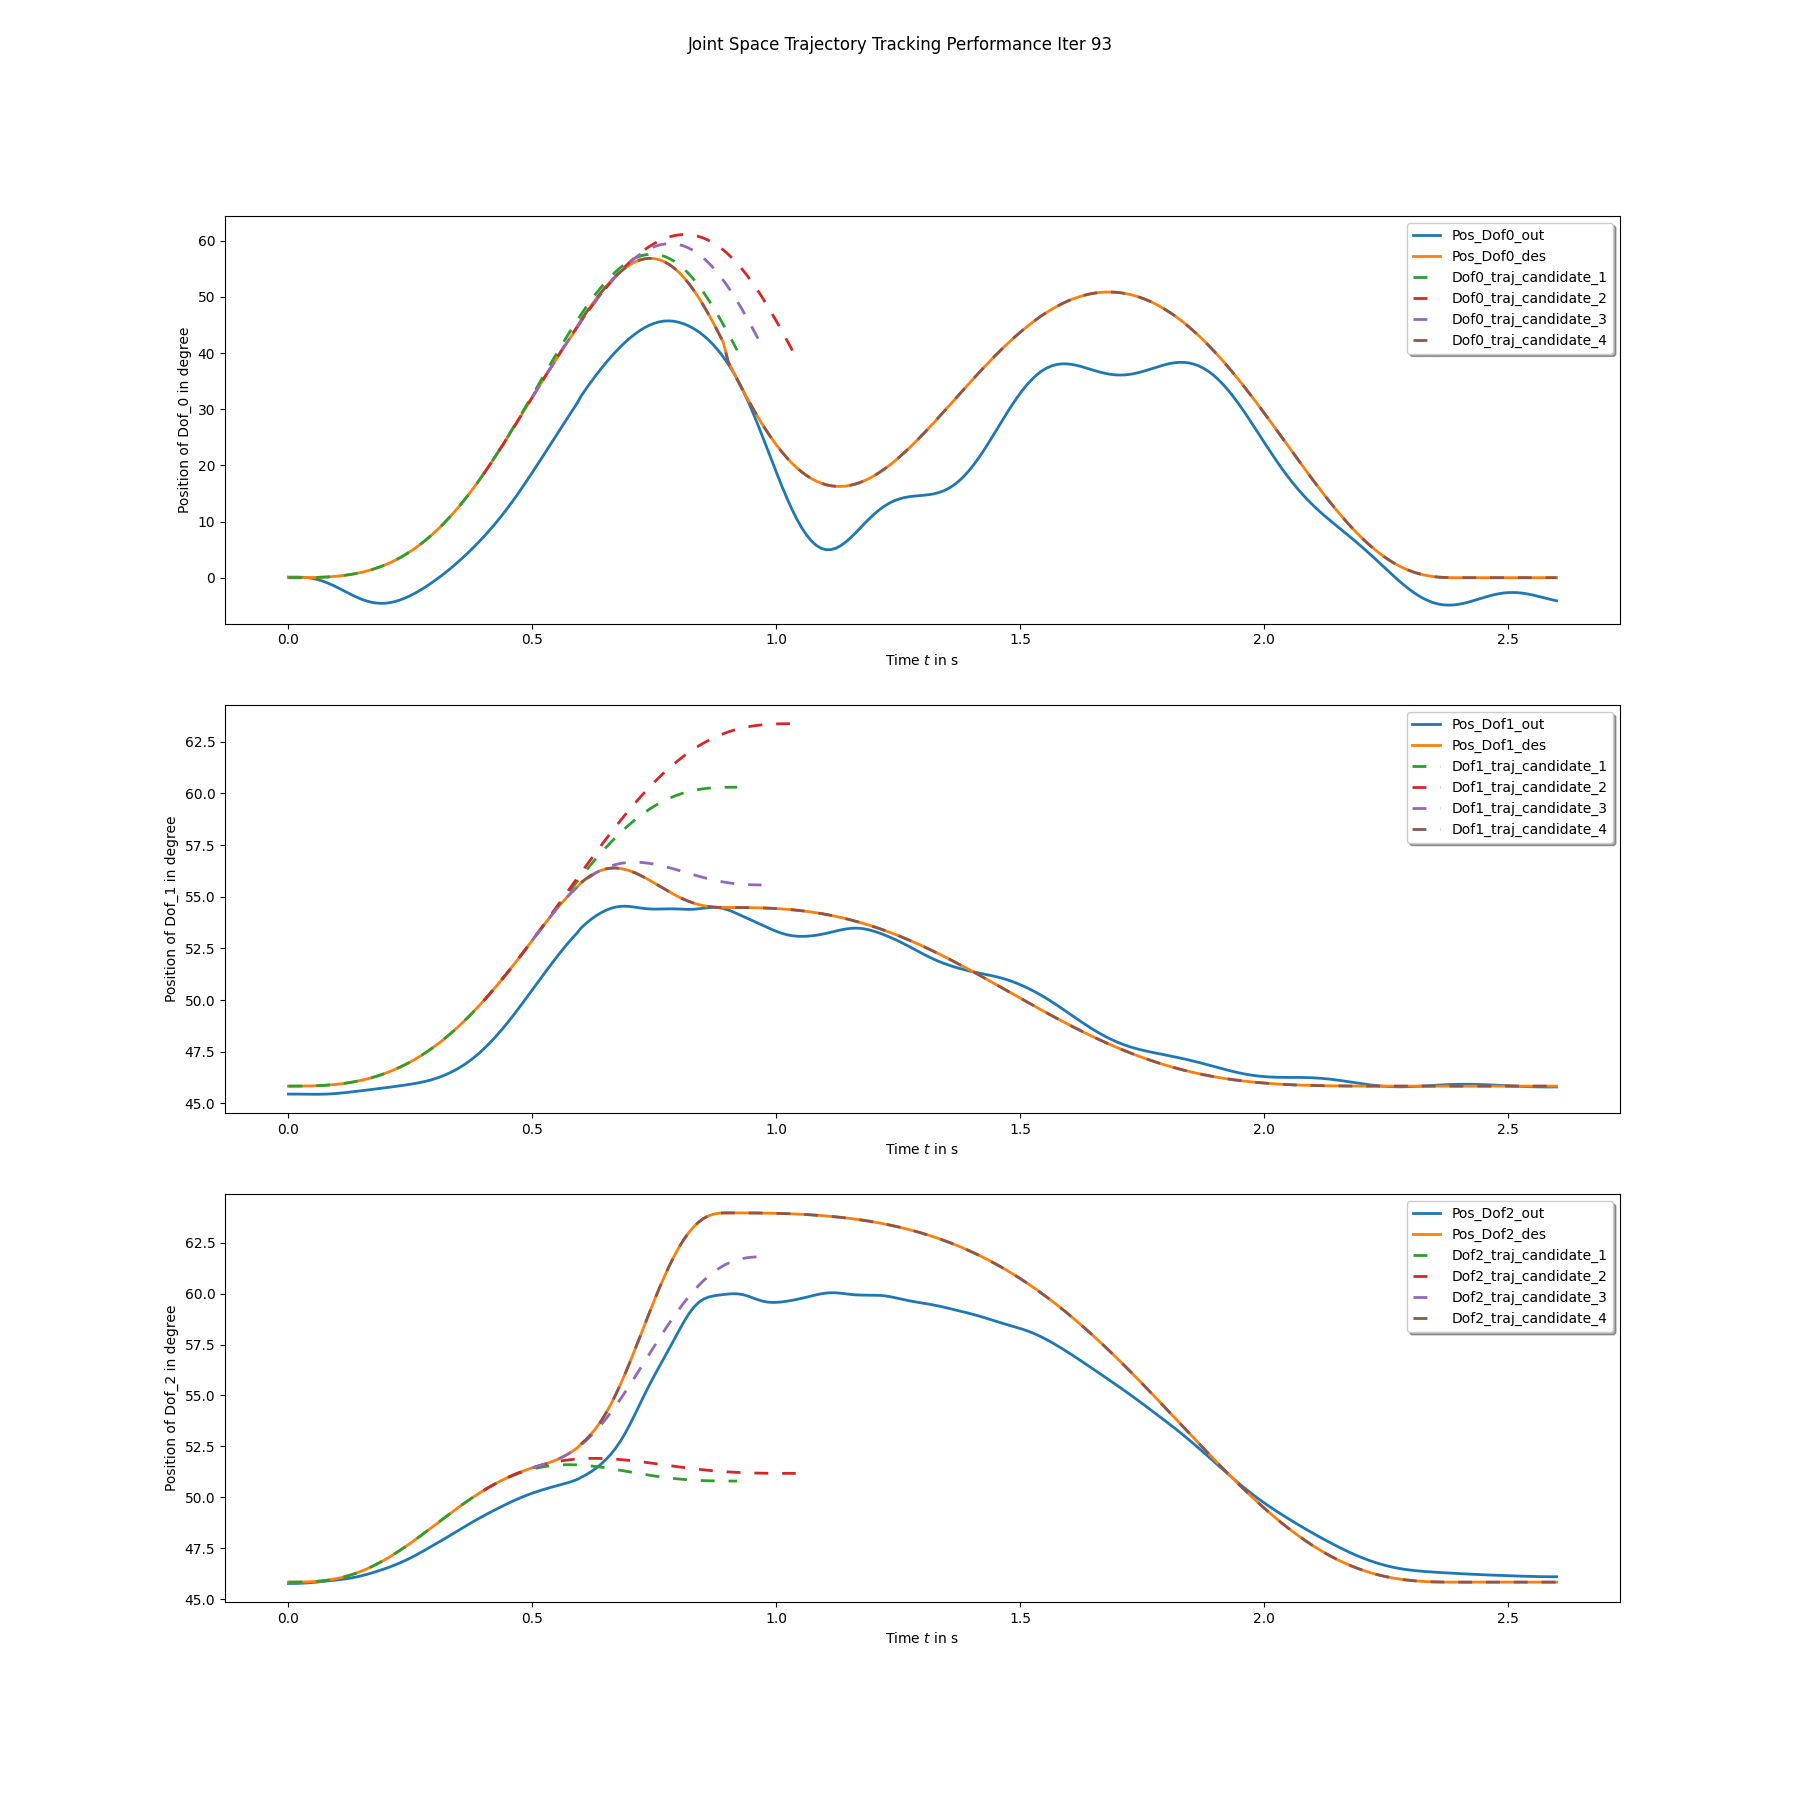 Joint Space Trajectory Tracking Performance Iter 93
Position of Dof_0 in degree
60
50
40
30
20
10
0
Pos_Dof0_out
Pos_Dof0_des
Dof0_traj_candidate_1
Dof0_traj_candidate_2
Dof0_traj_candidate_3
Dof0_traj_candidate_4
0.0 0.5 1.0 1.5 2.0 2.5
Time t in s
Position of Dof_1 in degree
62.5
60.0
57.5
55.0
52.5
50.0
47.5
45.0
Pos_Dof1_out
Pos_Dof1_des
Dof1_traj_candidate_1
Dof1_traj_candidate_2
Dof1_traj_candidate_3
Dof1_traj_candidate_4
0.0 0.5 1.0 1.5 2.0 2.5
Time t in s
Position of Dof_2 in degree
62.5
60.0
57.5
55.0
52.5
50.0
47.5
45.0
Pos_Dof2_out
Pos_Dof2_des
Dof2_traj_candidate_1
Dof2_traj_candidate_2
Dof2_traj_candidate_3
Dof2_traj_candidate_4
0.0 0.5 1.0 1.5 2.0 2.5
Time t in s